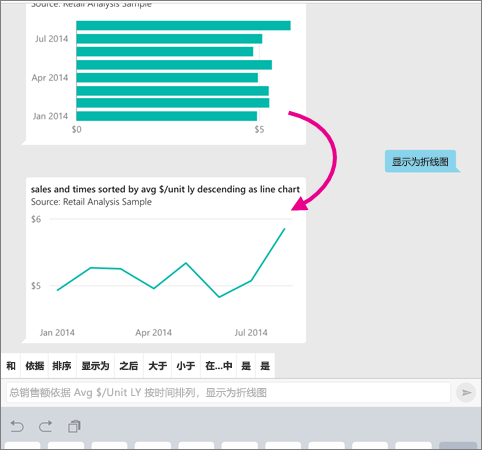 Source: Retail Analysis Sample
Jul 2014
Apr 2014
Jan 2014
$0 $5
显示为折线图
sales and times sorted by avg $/unit ly descending as line chart
Source: Retail Analysis Sample
$6
$5
Jan 2014 Apr 2014 Jul 2014
和 依据 排序 显示为 之后 大于 小于 在...中 是 是
总销售额依据 Avg $/Unit LY 按时间排列，显示为折线图